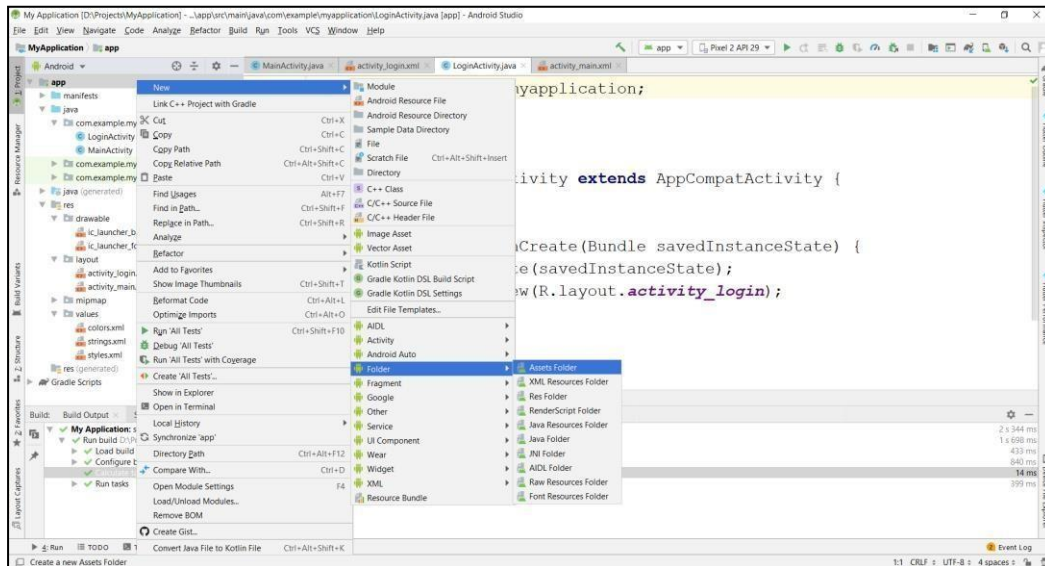 My Application [D:\Projects\MyApplication] - ...\app\src\main\java\com\example\myapplication\LoginActivity.java [app] - Android Studio
File Edit View Navigate Code Analyze Refactor Build Run Tools VCS Window Help
MyApplication app
app Pixel 2 API 29
Android
MainActivity.java activity_login.xml LoginActivity.java activity_main.xml
1: Project
Resource Manager
Build Variants
Z: Structure
2: Favorites
Layout Captures
app
manifests
java
com.example.my
LoginActivity
MainActivity
com.example.my
com.example.my
java (generated)
res
drawable
ic_launcher_b
ic_launcher_fo
layout
activity_login.
activity_main.
mipmap
values
colors.xml
strings.xml
styles.xml
res (generated)
Gradle Scripts
New
Link C++ Project with Gradle
Cut Ctrl+X
Copy Ctrl+C
Copy Path Ctrl+Shift+C
Copy Relative Path Ctrl+Alt+Shift+C
Paste Ctrl+V
Find Usages Alt+F7
Find in Path... Ctrl+Shift+F
Replace in Path... Ctrl+Shift+R
Analyze
Refactor
Add to Favorites
Show Image Thumbnails Ctrl+Shift+T
Reformat Code Ctrl+Alt+L
Optimize Imports Ctrl+Alt+O
Run 'All Tests' Ctrl+Shift+F10
Debug 'All Tests'
Run 'All Tests' with Coverage
Create 'All Tests'...
Show in Explorer
Open in Terminal
Local History
Synchronize 'app'
Directory Path Ctrl+Alt+F12
Compare With... Ctrl+D
Open Module Settings F4
Load/Unload Modules...
Remove BOM
Create Gist...
Convert Java File to Kotlin File Ctrl+Alt+Shift+K
Module
Android Resource File
Android Resource Directory
Sample Data Directory
File
Scratch File Ctrl+Alt+Shift+Insert
Directory
C++ Class
C/C++ Source File
C/C++ Header File
Image Asset
Vector Asset
Kotlin Script
Gradle Kotlin DSL Build Script
Gradle Kotlin DSL Settings
Edit File Templates...
AIDL
Activity
Android Auto
Folder
Fragment
Google
Other
Service
UI Component
Wear
Widget
XML
Resource Bundle
Assets Folder
XML Resources Folder
Res Folder
RenderScript Folder
Java Resources Folder
Java Folder
JNI Folder
AIDL Folder
Raw Resources Folder
Font Resources Folder
myapplication;
ivity extends AppCompatActivity {
nCreate(Bundle savedInstanceState) {
te(savedInstanceState);
ew(R.layout.activity_login);
Build: Build Output
My Application: s 2 s 344 ms
Run build D:\Pr 1 s 698 ms
Load build 433 ms
Configure b 840 ms
14 ms
Run tasks 399 ms
4: Run TODO Event Log
Create a new Assets Folder 1:1 CRLF UTF-8 4 spaces